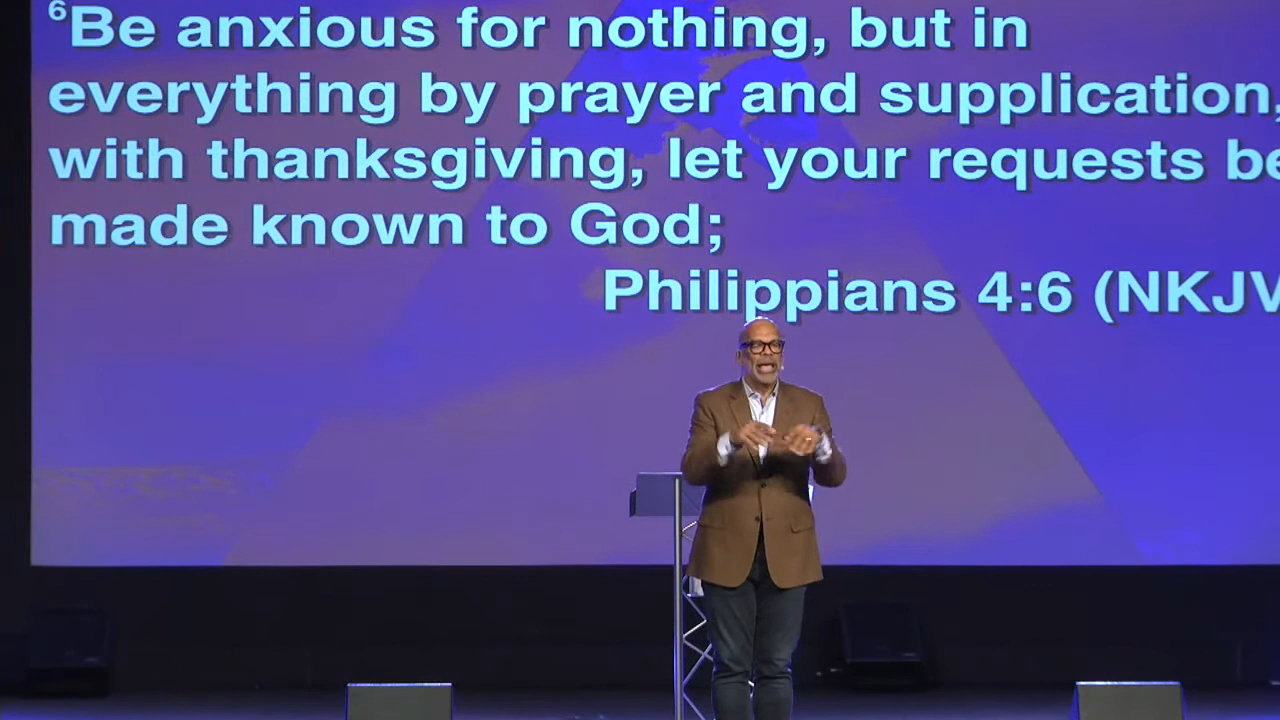 ⁶Be anxious for nothing, but in
everything by prayer and supplication,
with thanksgiving, let your requests be
made known to God;
Philippians 4:6 (NKJV